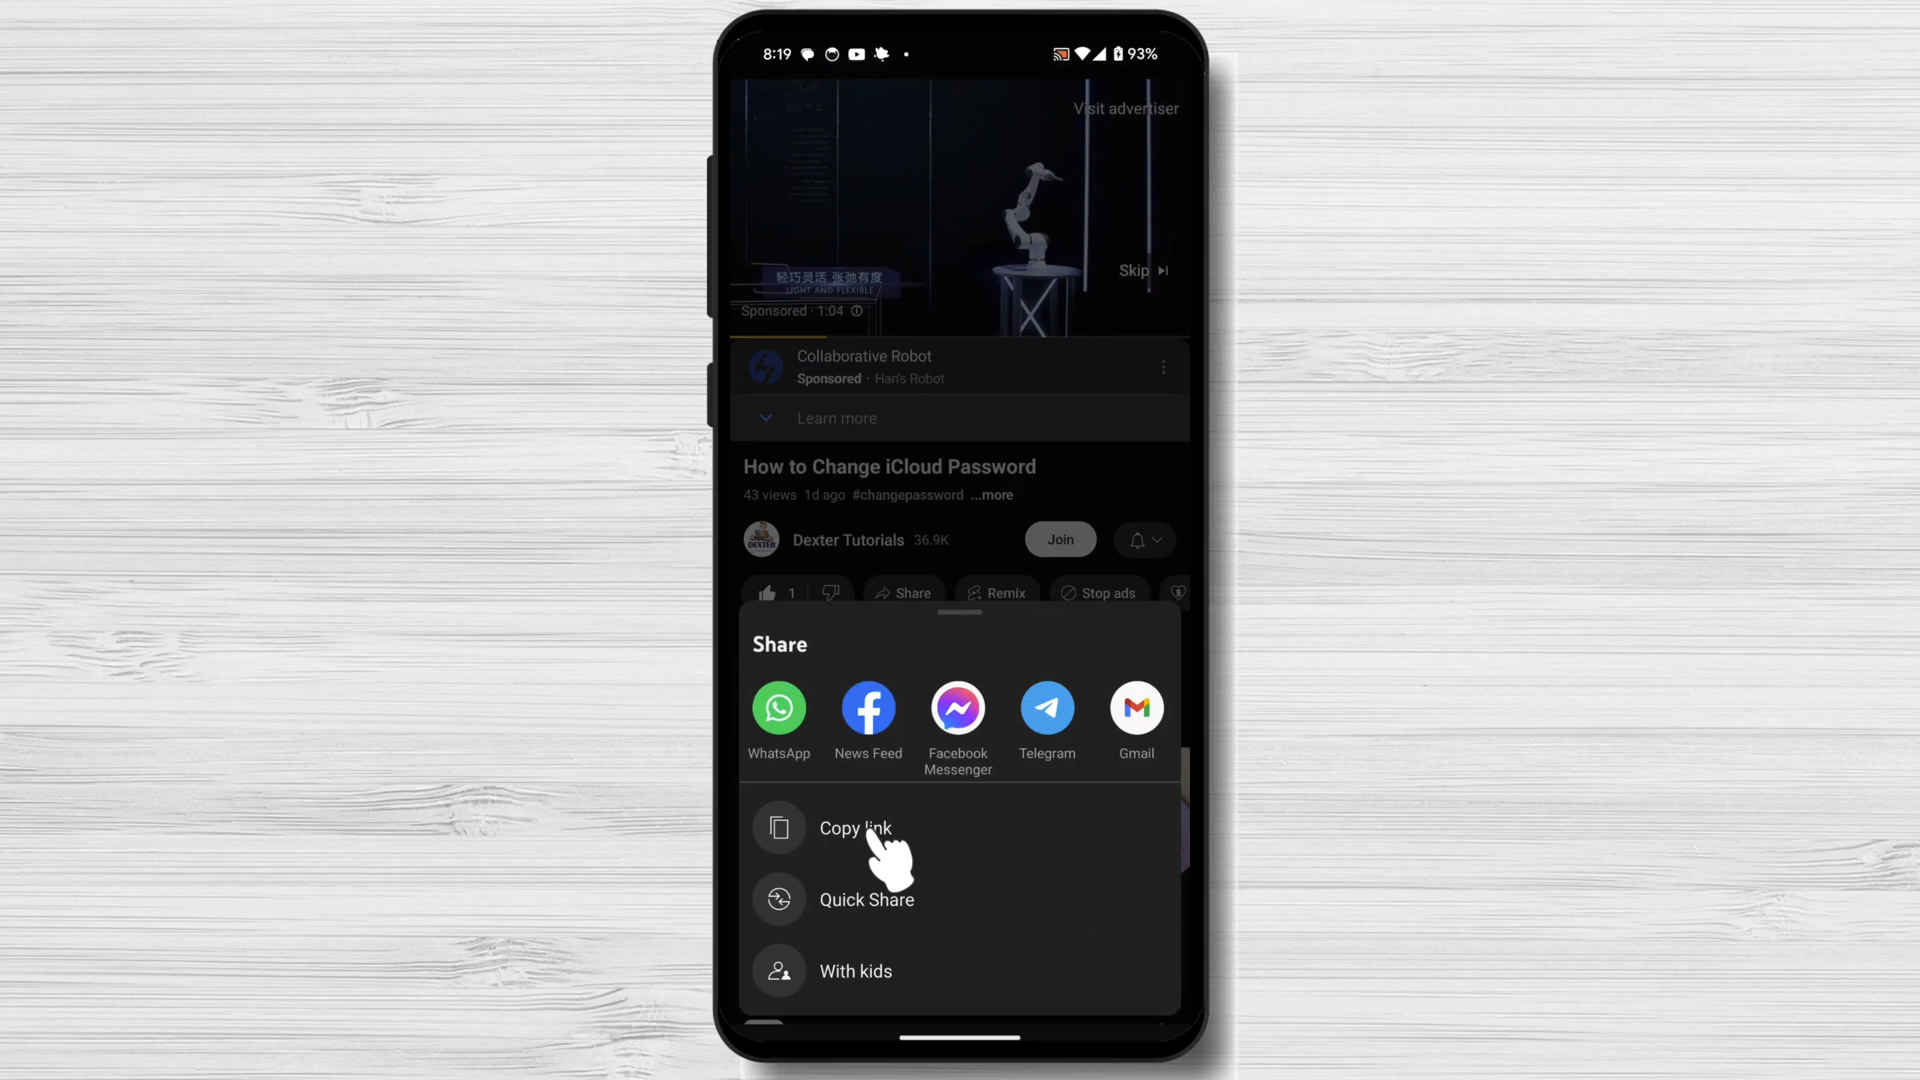 8:19
93%
Visit advertiser
轻巧灵活 张弛有度
LIGHT AND FLEXIBLE
Skip
Sponsored · 1:04
Collaborative Robot
Sponsored · Han's Robot
Learn more
How to Change iCloud Password
43 views 1d ago #changepassword ...more
DEXTER
Dexter Tutorials 36.9K
Join
1
Share
Remix
Stop ads
Share
WhatsApp
News Feed
Facebook Messenger
Telegram
Gmail
Copy link
Quick Share
With kids